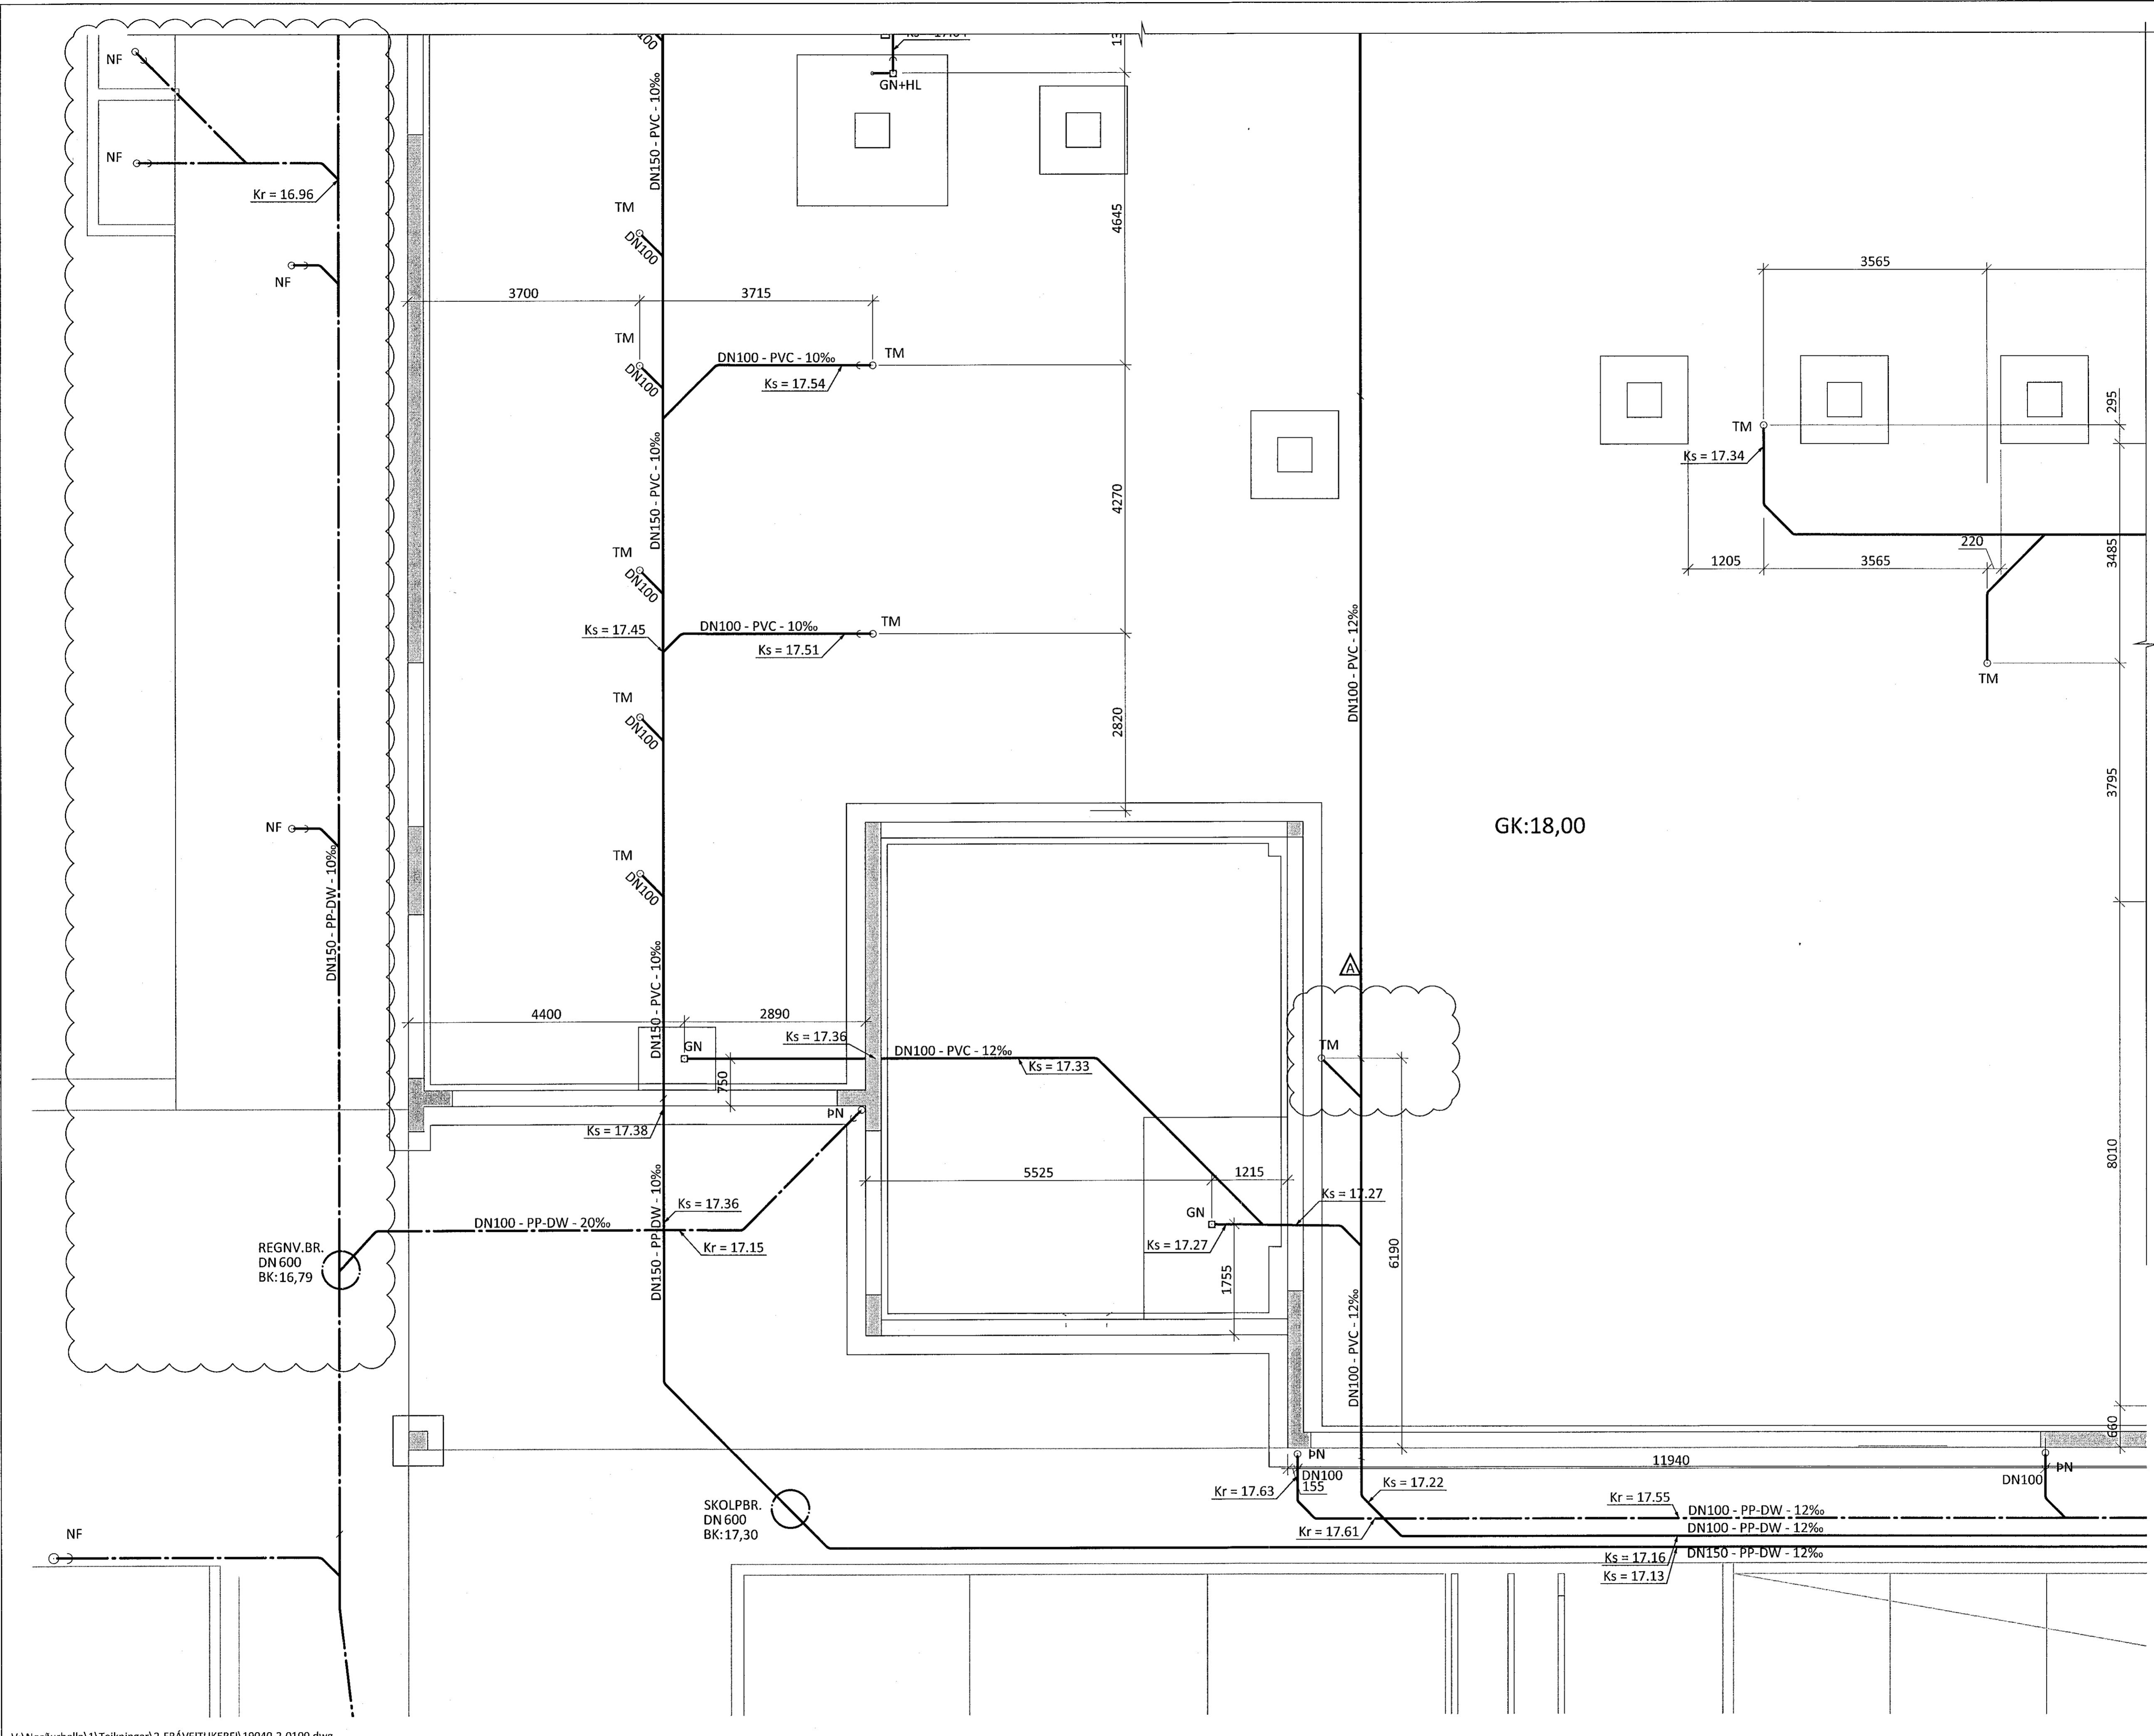 NF
NF
Kr = 16.96
NF
NF
DN150 - PP-DW - 10‰
REGNV.BR.
DN 600
BK:16,79
NF
DN150 - PVC - 10‰
TM
DN100
3700
3715
TM
DN100
DN100 - PVC - 10‰
TM
Ks = 17.54
DN150 - PVC - 10‰
TM
DN100
Ks = 17.45
DN100 - PVC - 10‰
TM
Ks = 17.51
TM
DN100
TM
DN100
DN150 - PVC - 10‰
4400
2890
GN
750
Ks = 17.36
DN100 - PVC - 12‰
Ks = 17.33
ÞN
Ks = 17.38
DN150 - PP-DW - 10‰
Ks = 17.36
DN100 - PP-DW - 20‰
Kr = 17.15
SKOLPBR.
DN 600
BK:17,30
GN+HL
4645
4270
2820
5525
1215
GN
Ks = 17.27
Ks = 17.27
1755
DN100 - PVC - 12‰
A
TM
6190
DN100 - PVC - 12‰
GK:18,00
3565
TM
Ks = 17.34
1205
3565
220
TM
295
3485
3795
8010
660
11940
ÞN
DN100
155
Kr = 17.63
Ks = 17.22
Kr = 17.61
Kr = 17.55
DN100 - PP-DW - 12‰
DN100 - PP-DW - 12‰
DN150 - PP-DW - 12‰
Ks = 17.16
Ks = 17.13
ÞN
DN100